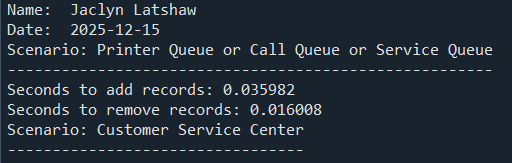 Name:  Jaclyn Latshaw
Date:  2025-12-15
Scenario: Printer Queue or Call Queue or Service Queue
------------------------------------------------------
Seconds to add records: 0.035982
Seconds to remove records: 0.016008
Scenario: Customer Service Center
---------------------------------